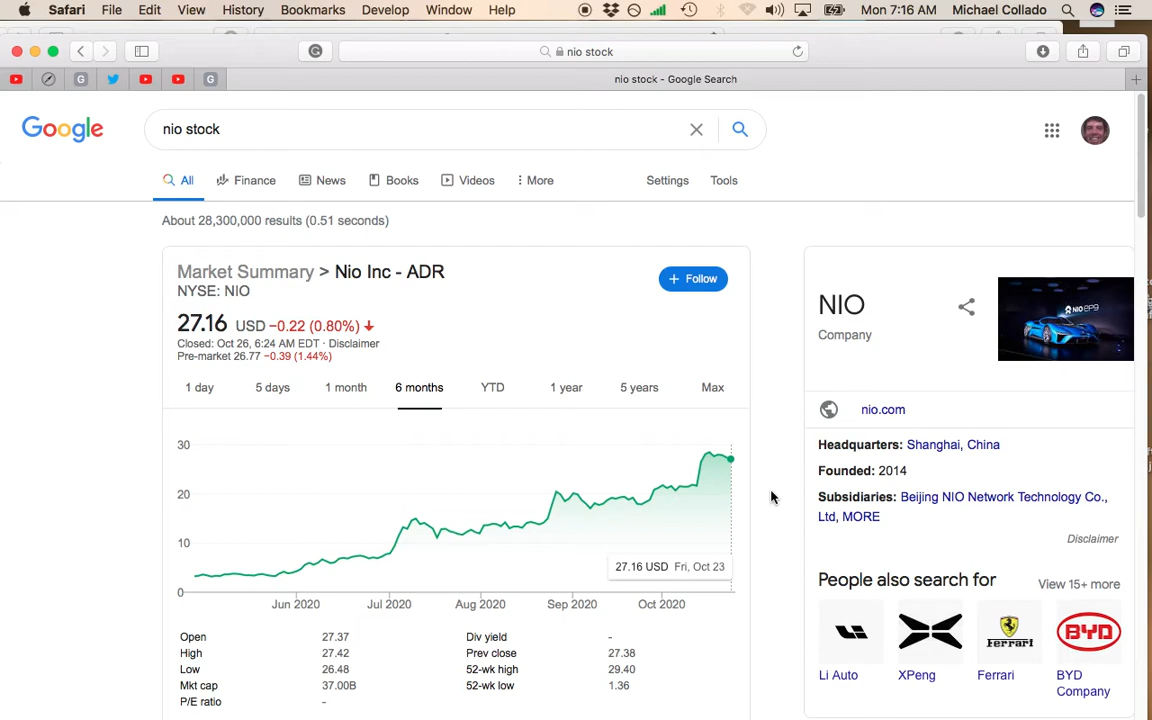 Safari File Edit View History Bookmarks Develop Window Help Mon 7:16 AM Michael Collado
nio stock
nio stock - Google Search
Google
nio stock
All Finance News Books Videos More Settings Tools
About 28,300,000 results (0.51 seconds)
Market Summary > Nio Inc - ADR
NYSE: NIO
+ Follow
27.16 USD −0.22 (0.80%)
Closed: Oct 26, 6:24 AM EDT · Disclaimer
Pre-market 26.77 −0.39 (1.44%)
1 day 5 days 1 month 6 months YTD 1 year 5 years Max
30
20
10
0
27.16 USD Fri, Oct 23
Jun 2020 Jul 2020 Aug 2020 Sep 2020 Oct 2020
Open 27.37 Div yield -
High 27.42 Prev close 27.38
Low 26.48 52-wk high 29.40
Mkt cap 37.00B 52-wk low 1.36
P/E ratio -
NIO
Company
NIO EP9
nio.com
Headquarters: Shanghai, China
Founded: 2014
Subsidiaries: Beijing NIO Network Technology Co.,
Ltd, MORE
Disclaimer
People also search for View 15+ more
Ferrari
BYD
Li Auto XPeng Ferrari BYD
Company